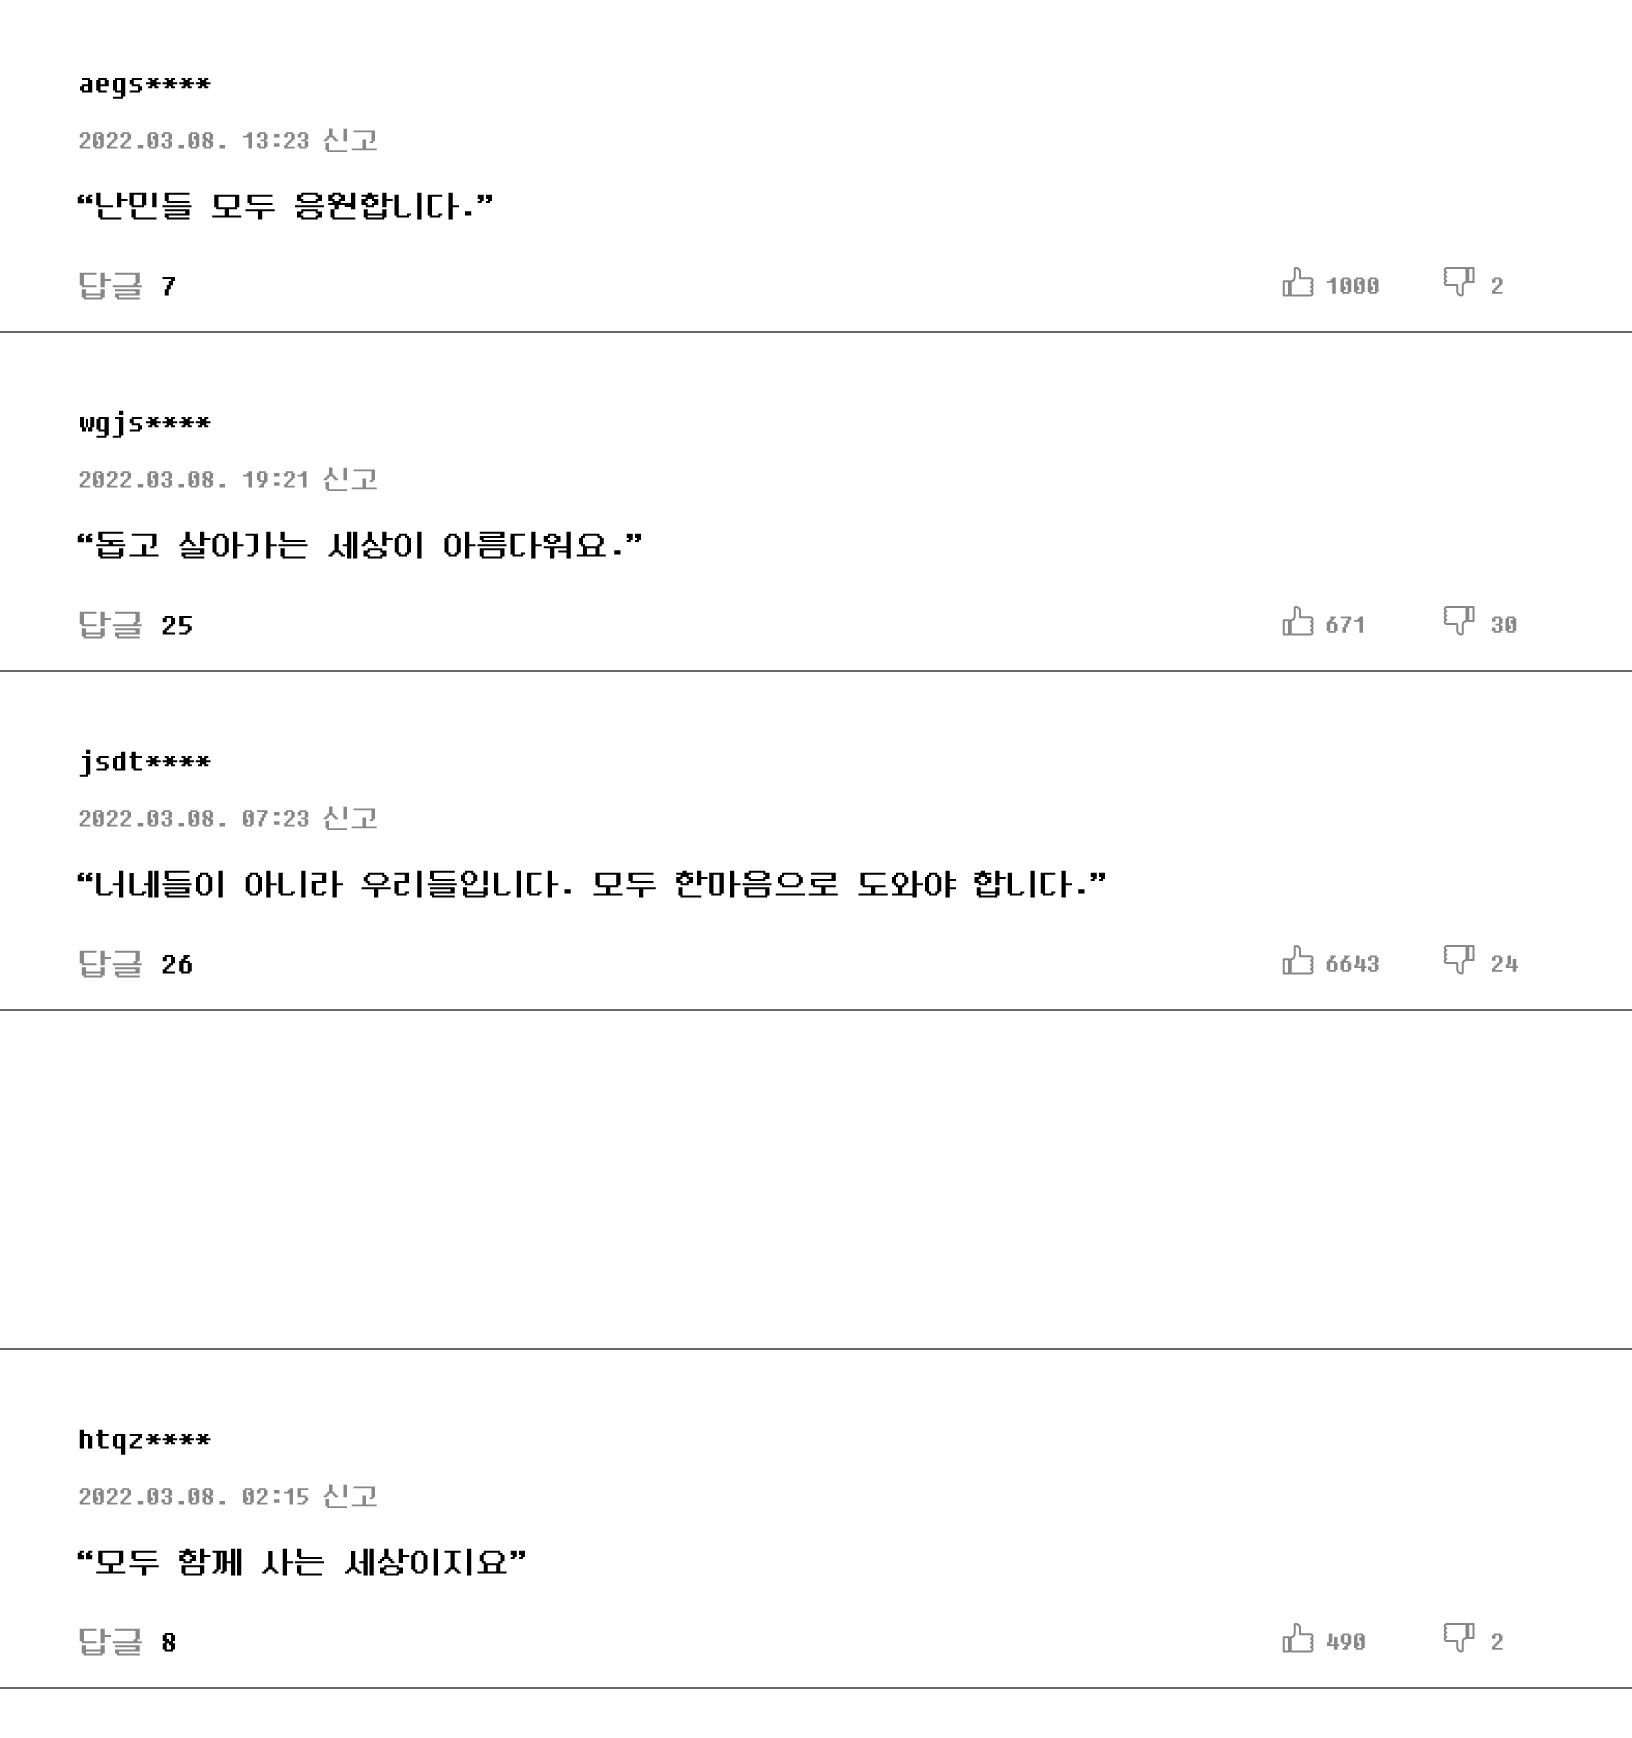 aegs****
2022.03.08. 13:23 신고
“난민들 모두 응원합니다.”
답글 7 1000 2
wgjs****
2022.03.08. 19:21 신고
“돕고 살아가는 세상이 아름다워요.”
답글 25 671 30
jsdt****
2022.03.08. 07:23 신고
“너네들이 아니라 우리들입니다. 모두 한마음으로 도와야 합니다.”
답글 26 6643 24
htqz****
2022.03.08. 02:15 신고
“모두 함께 사는 세상이지요”
답글 8 490 2